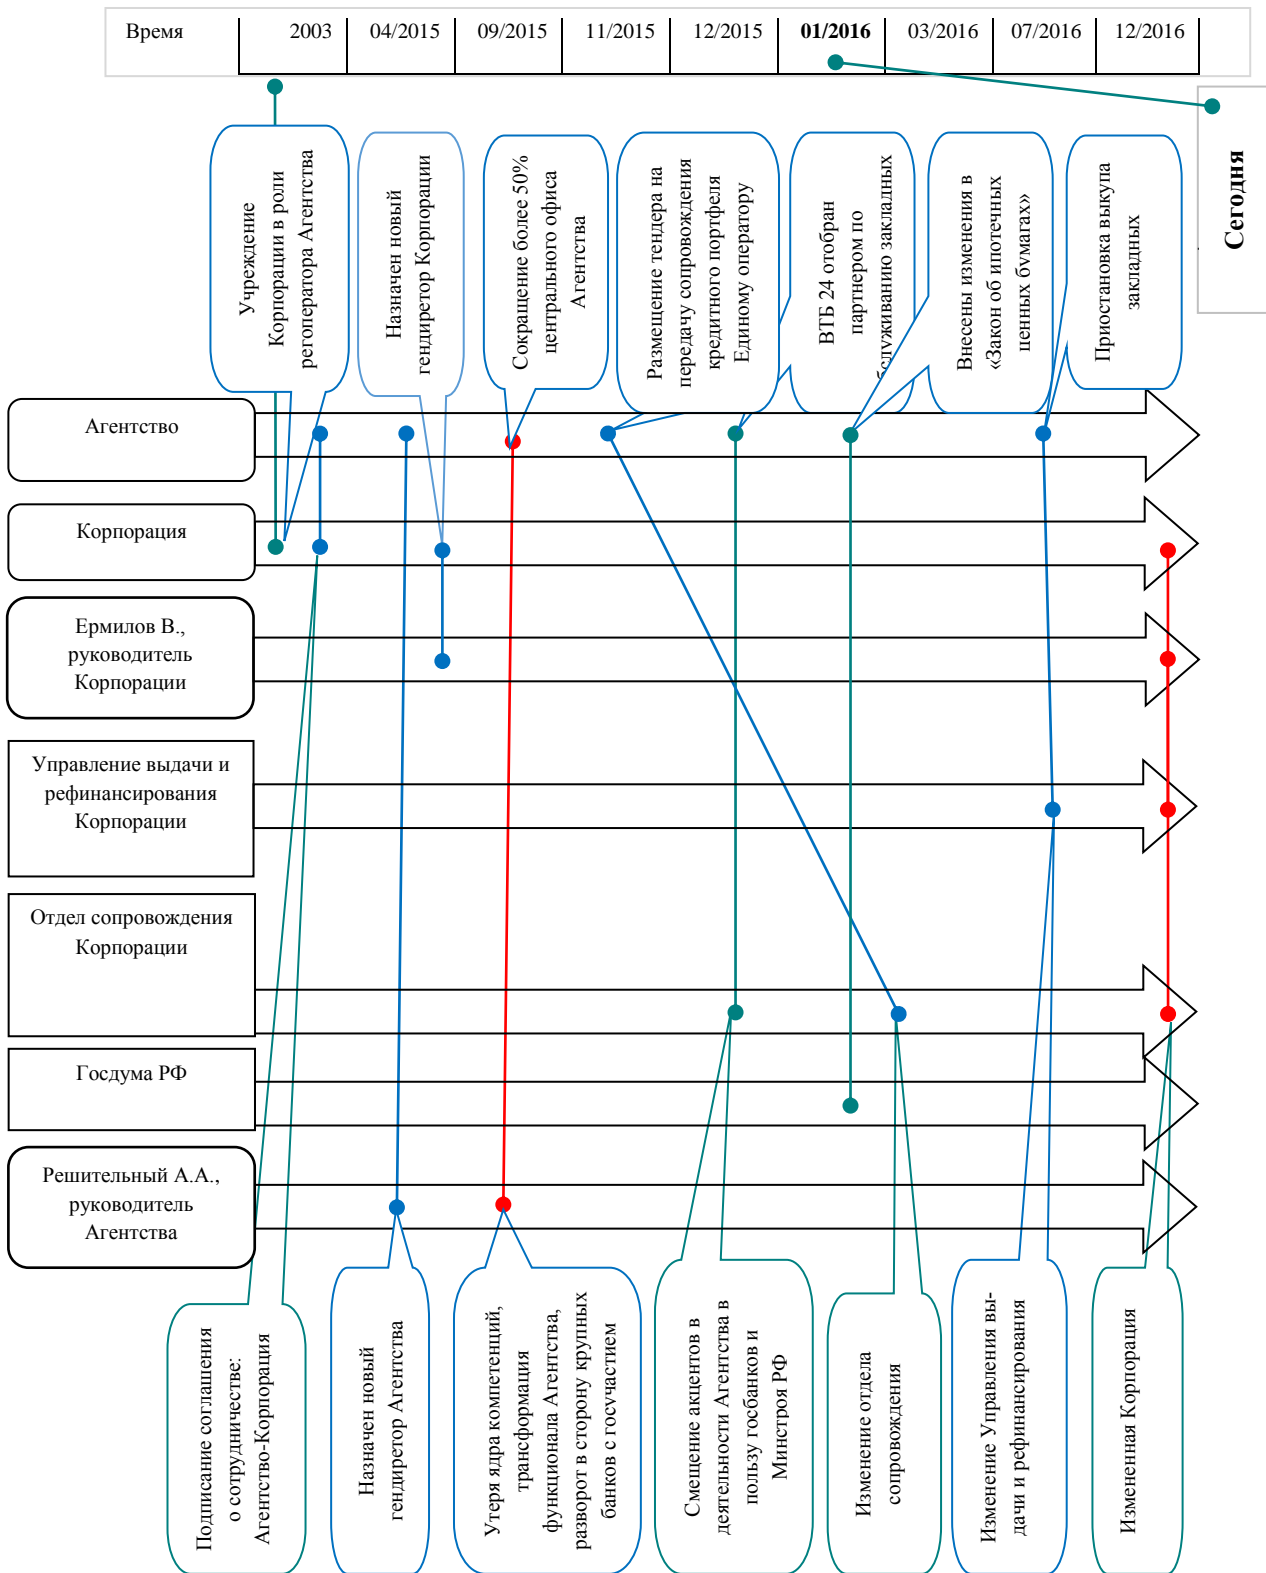 Время 2003 04/2015 09/2015 11/2015 12/2015 01/2016 03/2016 07/2016 12/2016
Сегодня
Учреждение
Корпорации в роли
региоператора Агентства
Назначен новый
гендиретор Корпорации
Сокращение более 50%
центрального офиса
Агентства
Размещение тендера на
передачу сопровождения
кредитного портфеля
Единому оператору
ВТБ 24 отобран
партнером по
бслуживанию закладных
Внесены изменения в
«Закон об ипотечных
ценных бумагах»
Приостановка выкупа
закладных
Агентство
Корпорация
Ермилов В.,
руководитель
Корпорации
Управление выдачи и
рефинансирования
Корпорации
Отдел сопровождения
Корпорации
Госдума РФ
Решительный А.А.,
руководитель
Агентства
Подписание соглашения
о сотрудничестве:
Агентство-Корпорация
Назначен новый
гендиретор Агентства
Утеря ядра компетенций,
трансформация
функционала Агентства,
разворот в сторону крупных
банков с госучастием
Смещение акцентов в
деятельности Агентства в
пользу госбанков и
Минстроя РФ
Изменение отдела
сопровождения
Изменение Управления вы-
дачи и рефинансирования
Измененная Корпорация